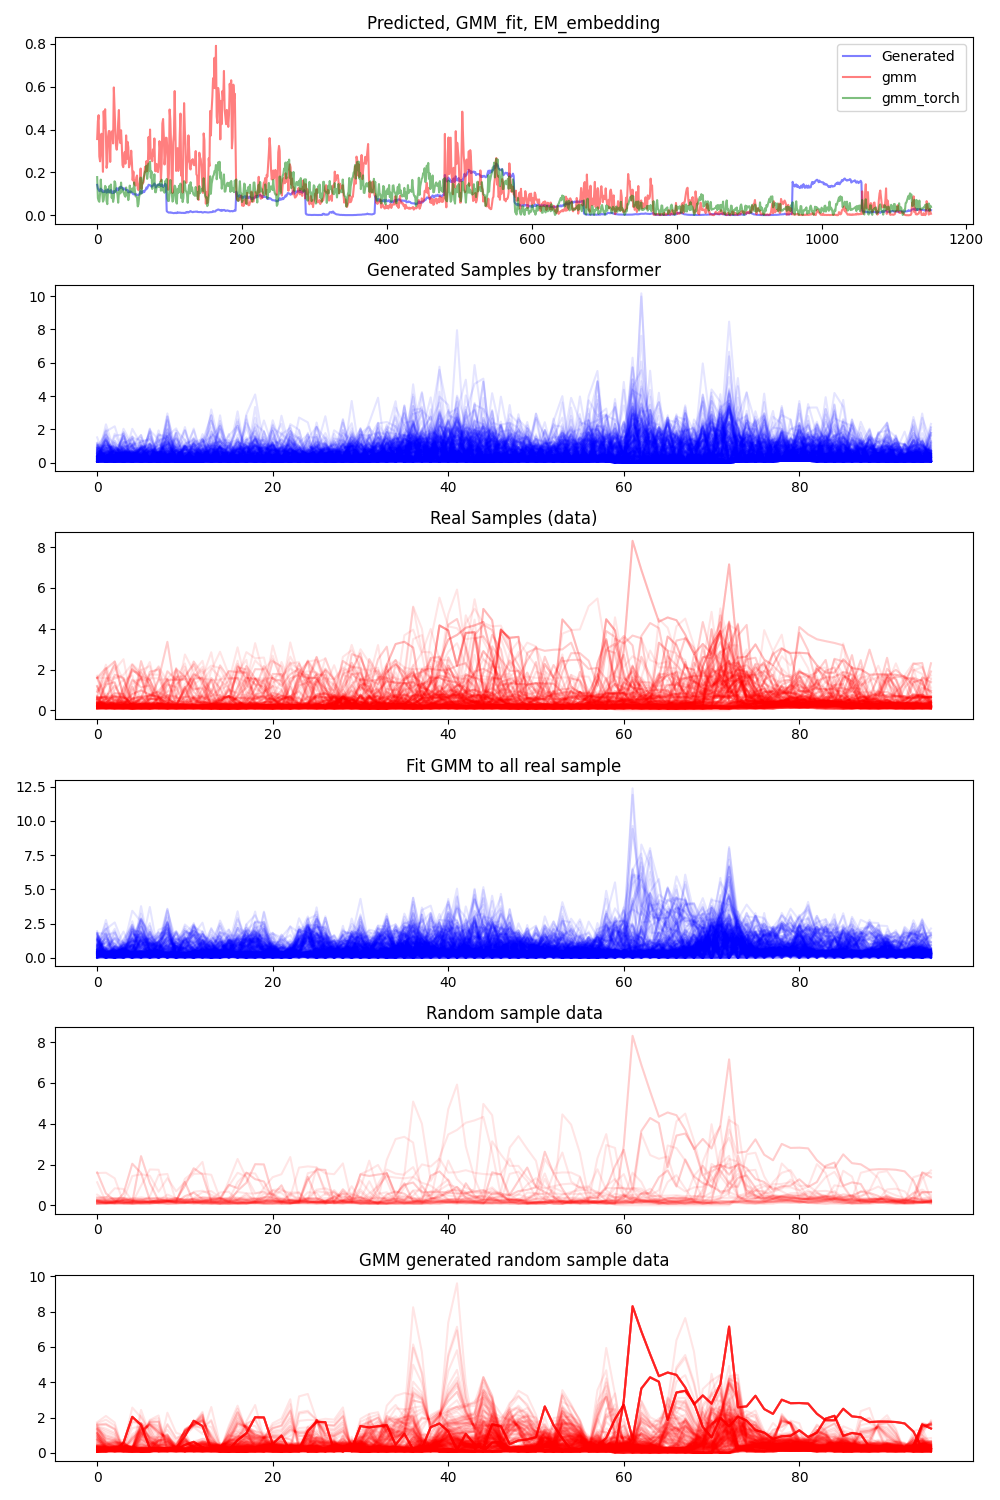 Predicted, GMM_fit, EM_embedding
0.8
0.6
0.4
0.2
0.0
Generated
gmm
gmm_torch
0 200 400 600 800 1000 1200
Generated Samples by transformer
10
8
6
4
2
0
0 20 40 60 80
Real Samples (data)
8
6
4
2
0
0 20 40 60 80
Fit GMM to all real sample
12.5
10.0
7.5
5.0
2.5
0.0
0 20 40 60 80
Random sample data
8
6
4
2
0
0 20 40 60 80
GMM generated random sample data
10
8
6
4
2
0
0 20 40 60 80